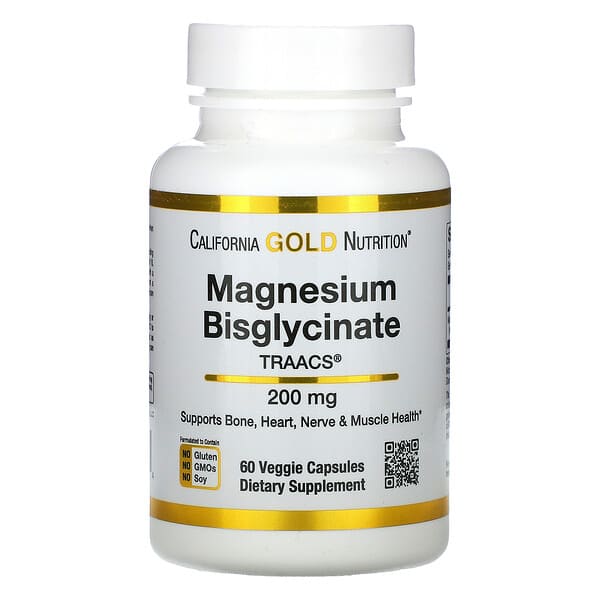 CALIFORNIA GOLD NUTRITION®
Magnesium
Bisglycinate
TRAACS®
200 mg
Supports Bone, Heart, Nerve & Muscle Health*
Formulated to Contain
NO Gluten
NO GMOs
NO Soy
60 Veggie Capsules
Dietary Supplement